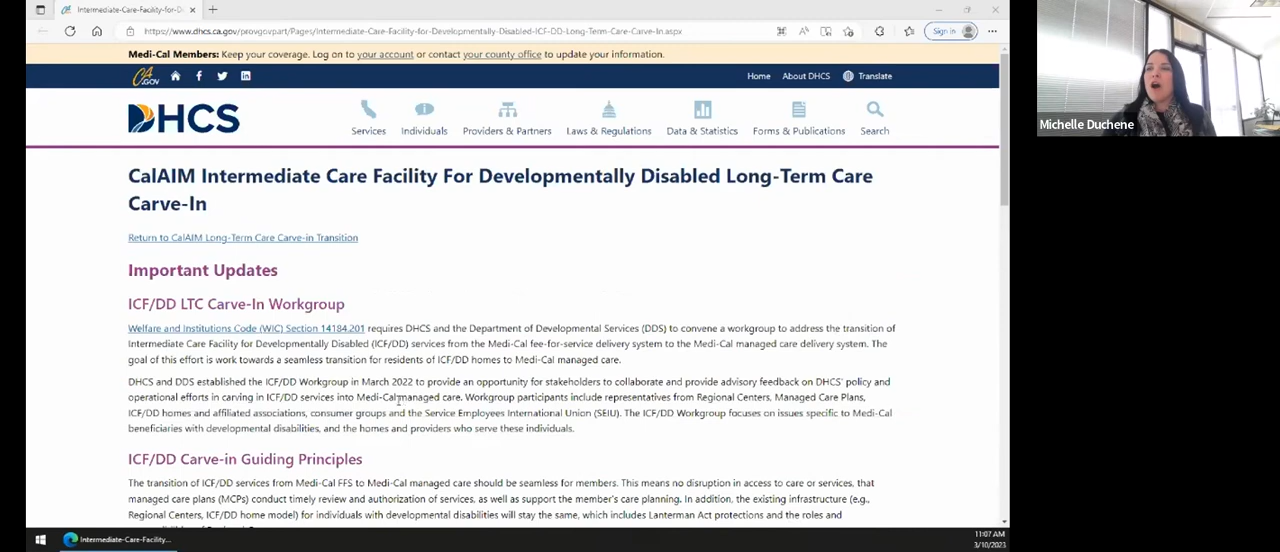 Intermediate-Care-Facility-for-D
https://www.dhcs.ca.gov/provgovpart/Pages/Intermediate-Care-Facility-for-Developmentally-Disabled-ICF-DD-Long-Term-Care-Carve-In.aspx
Sign in
Medi-Cal Members: Keep your coverage. Log on to your account or contact your county office to update your information.
CA.GOV
Home About DHCS Translate
DHCS
Services Individuals Providers & Partners Laws & Regulations Data & Statistics Forms & Publications Search
Michelle Duchene
CalAIM Intermediate Care Facility For Developmentally Disabled Long-Term Care
Carve-In
Return to CalAIM Long-Term Care Carve-in Transition
Important Updates
ICF/DD LTC Carve-In Workgroup
Welfare and Institutions Code (WIC) Section 14184.201 requires DHCS and the Department of Developmental Services (DDS) to convene a workgroup to address the transition of
Intermediate Care Facility for Developmentally Disabled (ICF/DD) services from the Medi-Cal fee-for-service delivery system to the Medi-Cal managed care delivery system. The
goal of this effort is work towards a seamless transition for residents of ICF/DD homes to Medi-Cal managed care.
DHCS and DDS established the ICF/DD Workgroup in March 2022 to provide an opportunity for stakeholders to collaborate and provide advisory feedback on DHCS' policy and
operational efforts in carving in ICF/DD services into Medi-Cal managed care. Workgroup participants include representatives from Regional Centers, Managed Care Plans,
ICF/DD homes and affiliated associations, consumer groups and the Service Employees International Union (SEIU). The ICF/DD Workgroup focuses on issues specific to Medi-Cal
beneficiaries with developmental disabilities, and the homes and providers who serve these individuals.
ICF/DD Carve-in Guiding Principles
The transition of ICF/DD services from Medi-Cal FFS to Medi-Cal managed care should be seamless for members. This means no disruption in access to care or services, that
managed care plans (MCPs) conduct timely review and authorization of services, as well as support the member's care planning. In addition, the existing infrastructure (e.g.,
Regional Centers, ICF/DD home model) for individuals with developmental disabilities will stay the same, which includes Lanterman Act protections and the roles and
Intermediate-Care-Facility-...
11:07 AM
3/10/2023